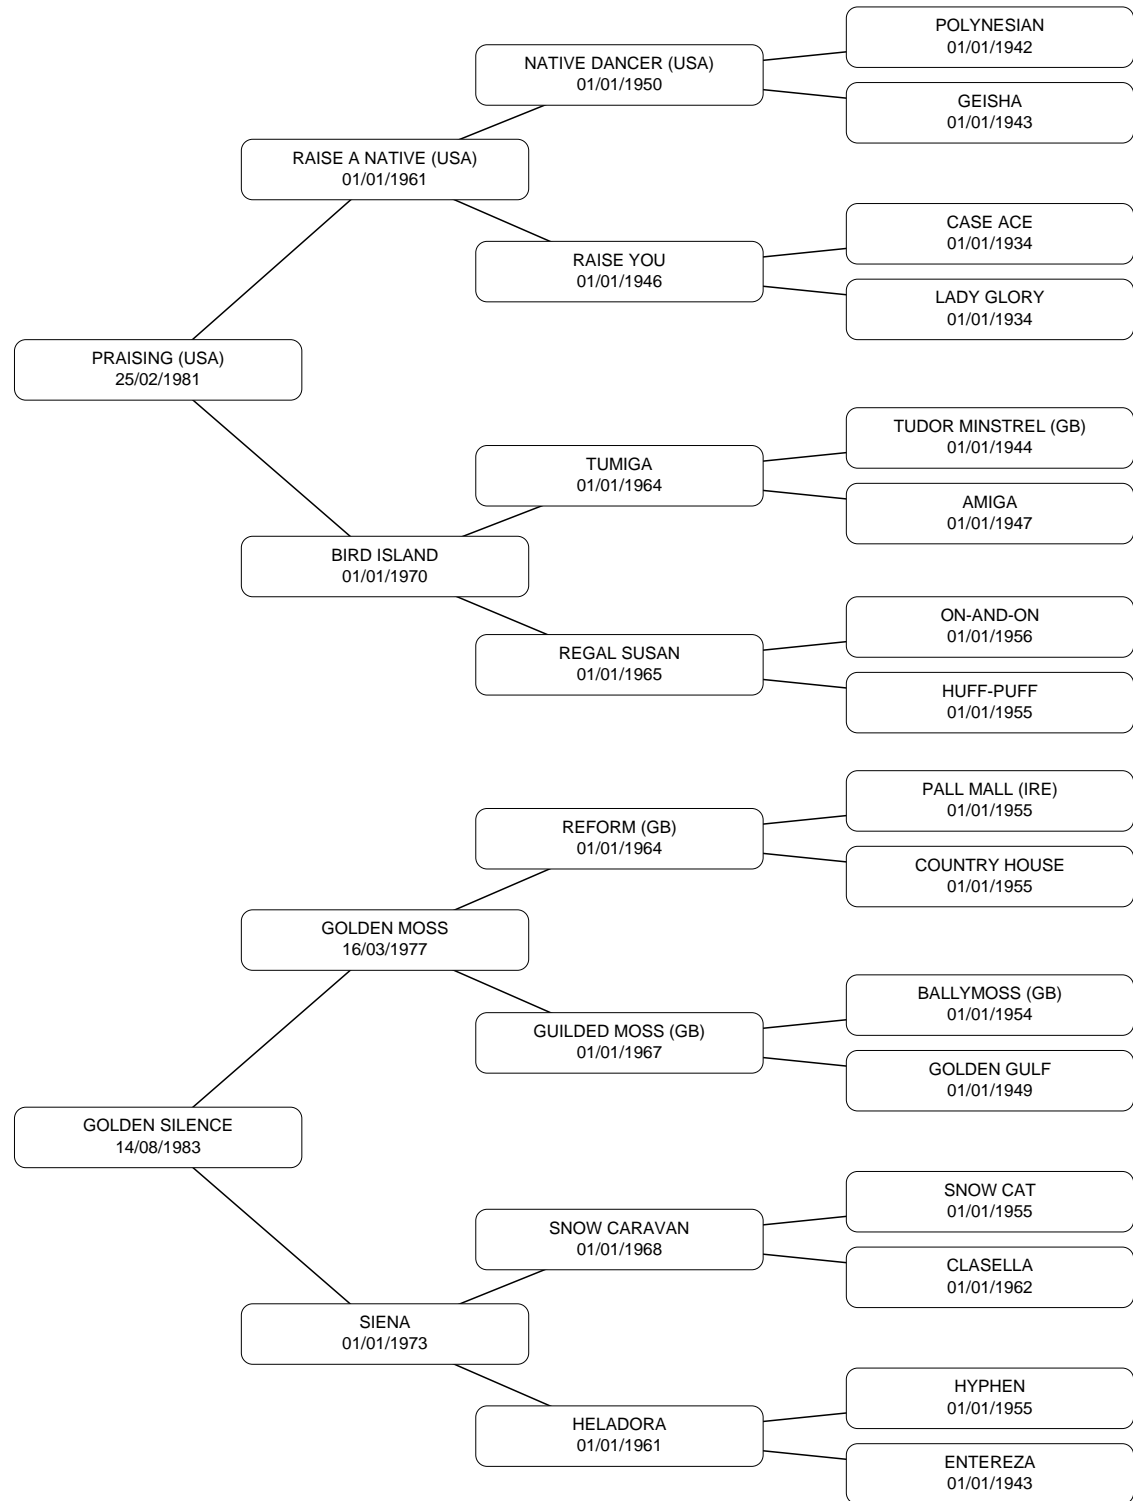 POLYNESIAN
01/01/1942
NATIVE DANCER (USA)
01/01/1950
GEISHA
01/01/1943
RAISE A NATIVE (USA)
01/01/1961
CASE ACE
01/01/1934
RAISE YOU
01/01/1946
LADY GLORY
01/01/1934
PRAISING (USA)
25/02/1981
TUDOR MINSTREL (GB)
01/01/1944
TUMIGA
01/01/1964
AMIGA
01/01/1947
BIRD ISLAND
01/01/1970
ON-AND-ON
01/01/1956
REGAL SUSAN
01/01/1965
HUFF-PUFF
01/01/1955
PALL MALL (IRE)
01/01/1955
REFORM (GB)
01/01/1964
COUNTRY HOUSE
01/01/1955
GOLDEN MOSS
16/03/1977
BALLYMOSS (GB)
01/01/1954
GUILDED MOSS (GB)
01/01/1967
GOLDEN GULF
01/01/1949
GOLDEN SILENCE
14/08/1983
SNOW CAT
01/01/1955
SNOW CARAVAN
01/01/1968
CLASELLA
01/01/1962
SIENA
01/01/1973
HYPHEN
01/01/1955
HELADORA
01/01/1961
ENTEREZA
01/01/1943